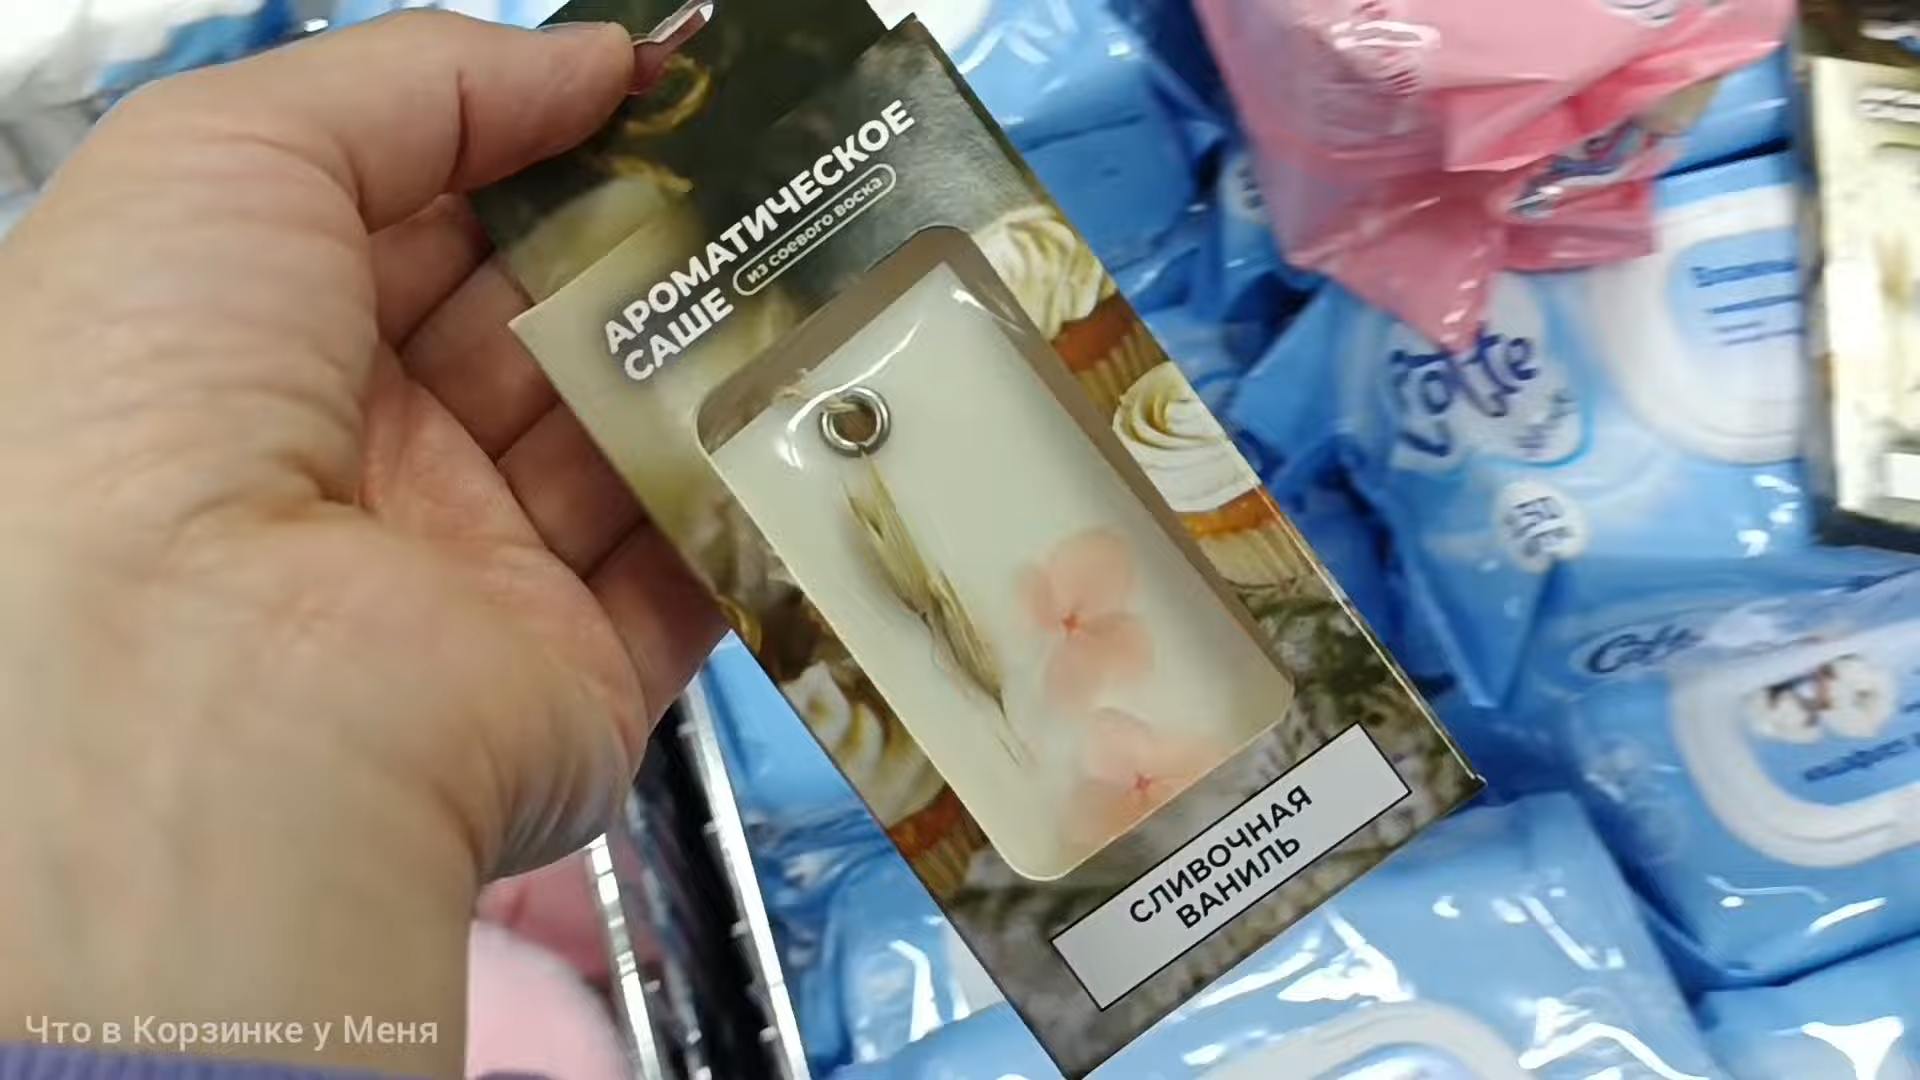 АРОМАТИЧЕСКОЕ
САШЕ
из соевого воска
СЛИВОЧНАЯ
ВАНИЛЬ
Cotte
Что в Корзинке у Меня